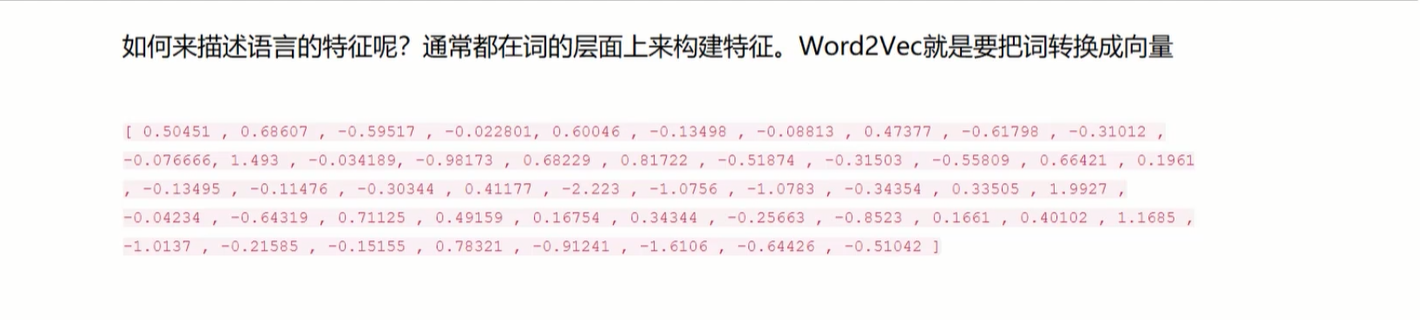 如何来描述语言的特征呢？通常都在词的层面上来构建特征。Word2Vec就是要把词转换成向量
[ 0.50451 , 0.68607 , -0.59517 , -0.022801, 0.60046 , -0.13498 , -0.08813 , 0.47377 , -0.61798 , -0.31012 ,
-0.076666, 1.493 , -0.034189, -0.98173 , 0.68229 , 0.81722 , -0.51874 , -0.31503 , -0.55809 , 0.66421 , 0.1961
, -0.13495 , -0.11476 , -0.30344 , 0.41177 , -2.223 , -1.0756 , -1.0783 , -0.34354 , 0.33505 , 1.9927 ,
-0.04234 , -0.64319 , 0.71125 , 0.49159 , 0.16754 , 0.34344 , -0.25663 , -0.8523 , 0.1661 , 0.40102 , 1.1685 ,
-1.0137 , -0.21585 , -0.15155 , 0.78321 , -0.91241 , -1.6106 , -0.64426 , -0.51042 ]